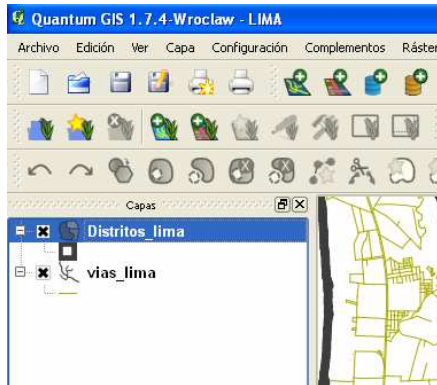 Quantum GIS 1.7.4-Wroclaw - LIMA
Archivo Edición Ver Capa Configuración Complementos Ráster
Capas
Distritos_lima
vias_lima